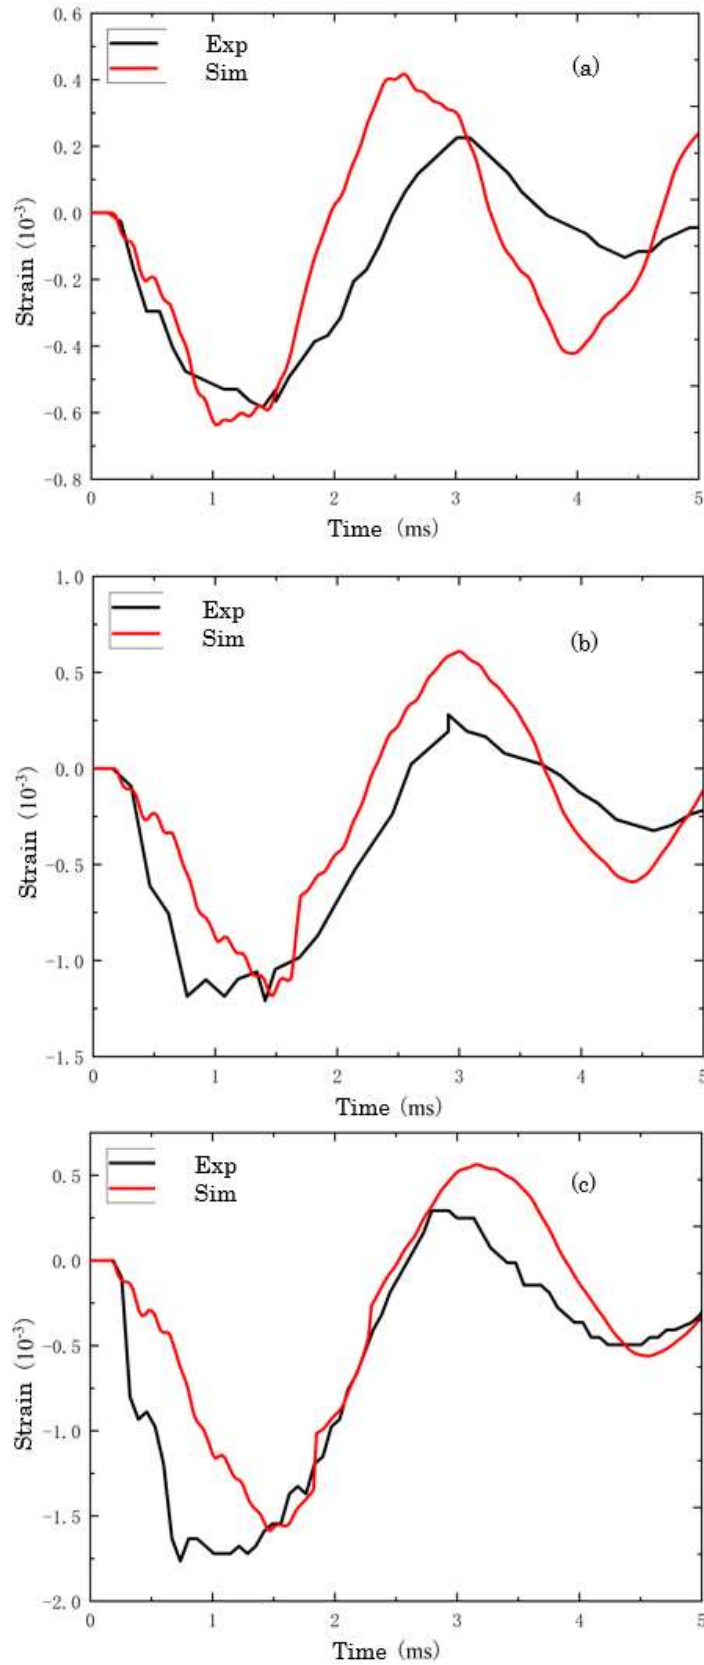 0.6
Exp
Sim
(a)
0.4
0.2
0.0
-0.2
-0.4
-0.6
-0.8
Strain (10-3)
0 1 2 3 4 5
Time (ms)
1.0
Exp
Sim
(b)
0.5
0.0
-0.5
-1.0
-1.5
Strain (10-3)
0 1 2 3 4 5
Time (ms)
Exp
Sim
(c)
0.5
0.0
-0.5
-1.0
-1.5
-2.0
Strain (10-3)
0 1 2 3 4 5
Time (ms)